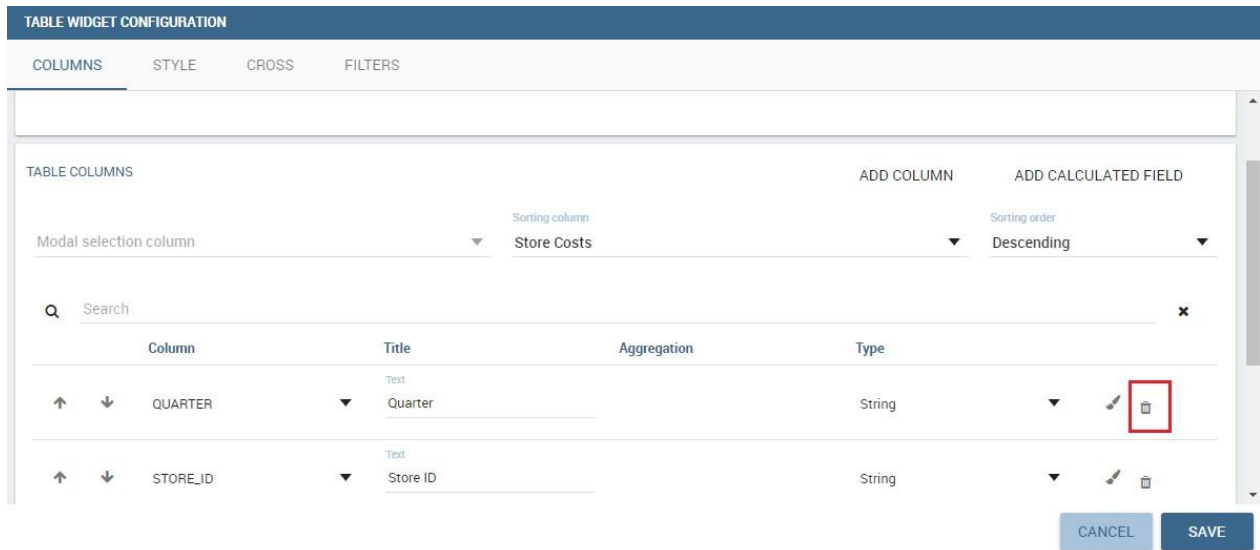 TABLE WIDGET CONFIGURATION
COLUMNS STYLE CROSS FILTERS
TABLE COLUMNS ADD COLUMN ADD CALCULATED FIELD
Sorting column Sorting order
Modal selection column Store Costs Descending
Search
Column Title Aggregation Type
Text
QUARTER Quarter String
Text
STORE_ID Store ID String
CANCEL SAVE